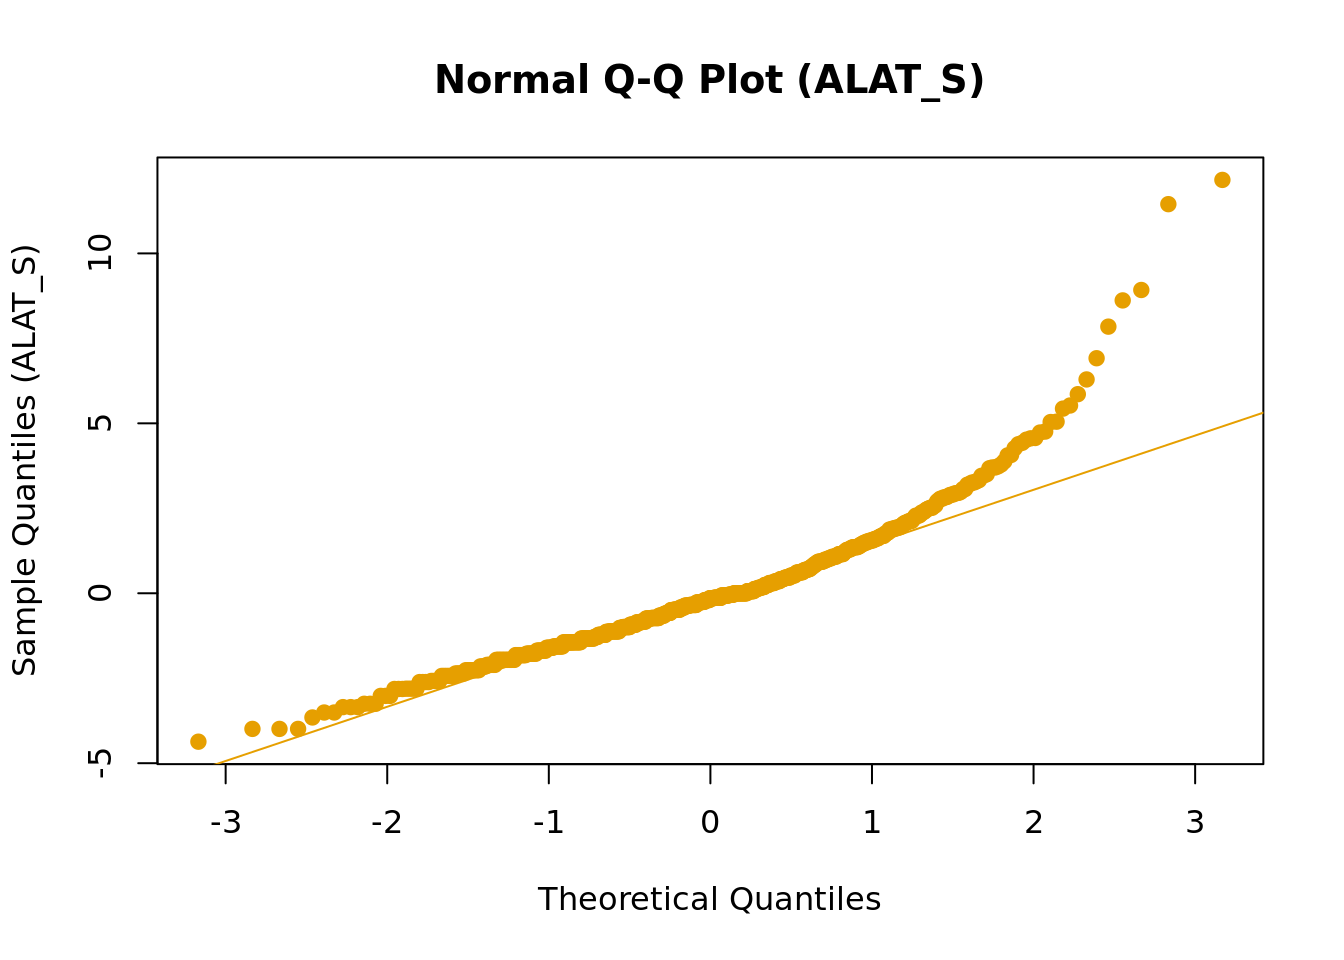 Normal Q-Q Plot (ALAT_S)
Sample Quantiles (ALAT_S)
10
5
0
-5
-3 -2 -1 0 1 2 3
Theoretical Quantiles